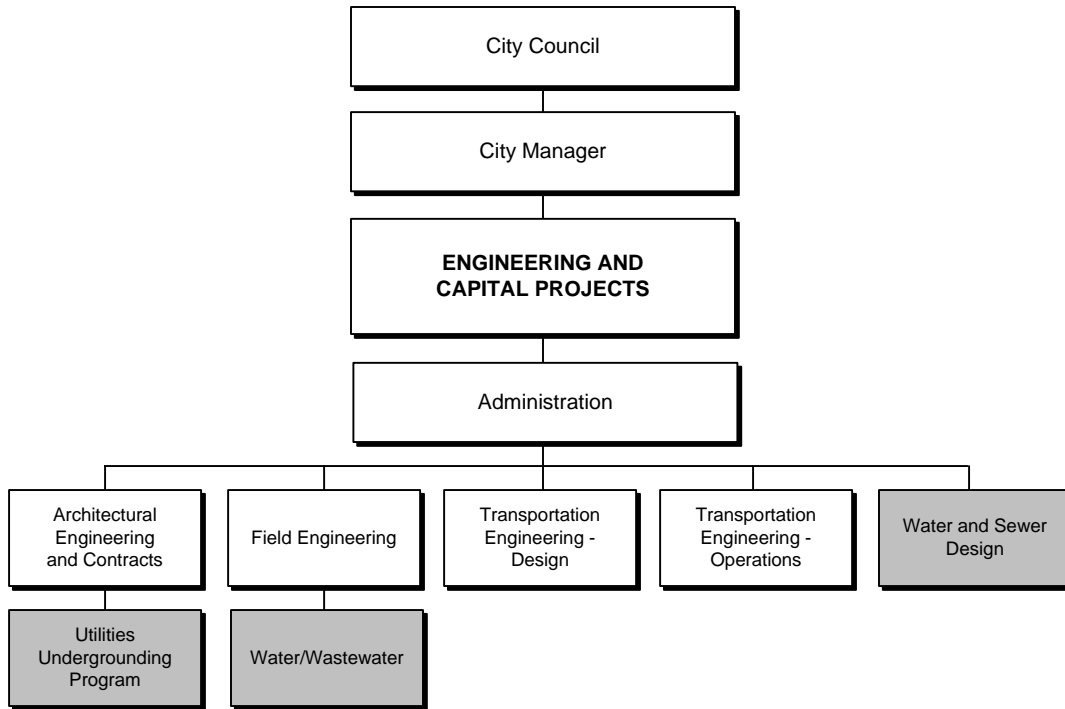 City Council
City Manager
ENGINEERING AND
CAPITAL PROJECTS
Administration
Architectural
Engineering
and Contracts
Field Engineering
Transportation
Engineering -
Design
Transportation
Engineering -
Operations
Water and Sewer
Design
Utilities
Undergrounding
Program
Water/Wastewater